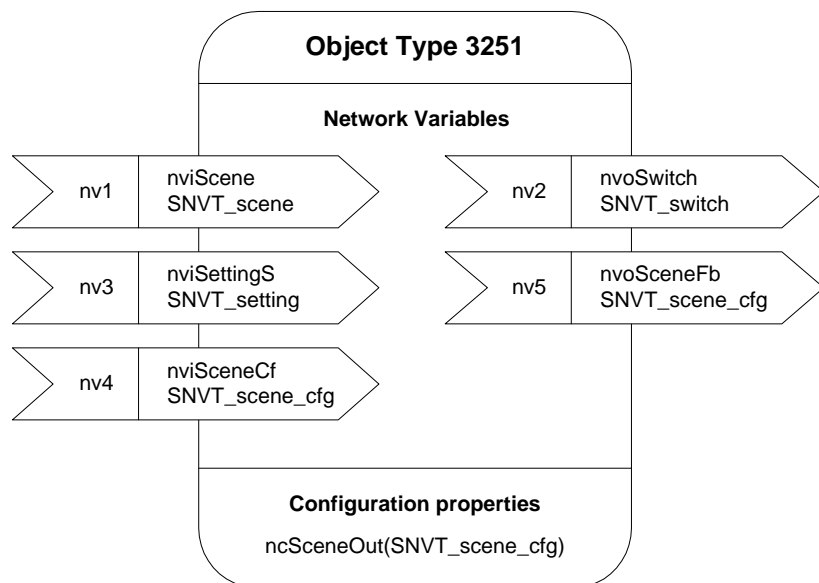 Object Type 3251
Network Variables
nv1
nviScene
SNVT_scene
nv2
nvoSwitch
SNVT_switch
nv3
nviSettingS
SNVT_setting
nv5
nvoSceneFb
SNVT_scene_cfg
nv4
nviSceneCf
SNVT_scene_cfg
Configuration properties
ncSceneOut(SNVT_scene_cfg)